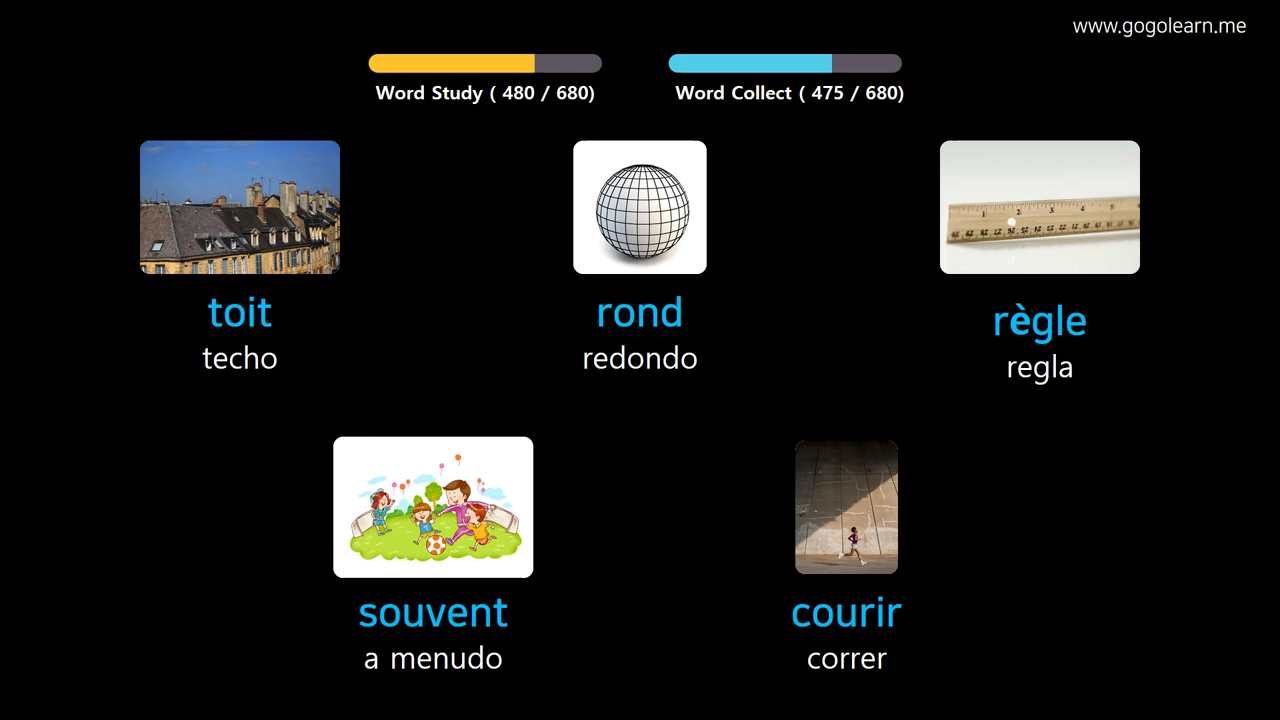 www.gogolearn.me
Word Study ( 480 / 680)
Word Collect ( 475 / 680)
toit
techo
rond
redondo
règle
regla
souvent
a menudo
courir
correr